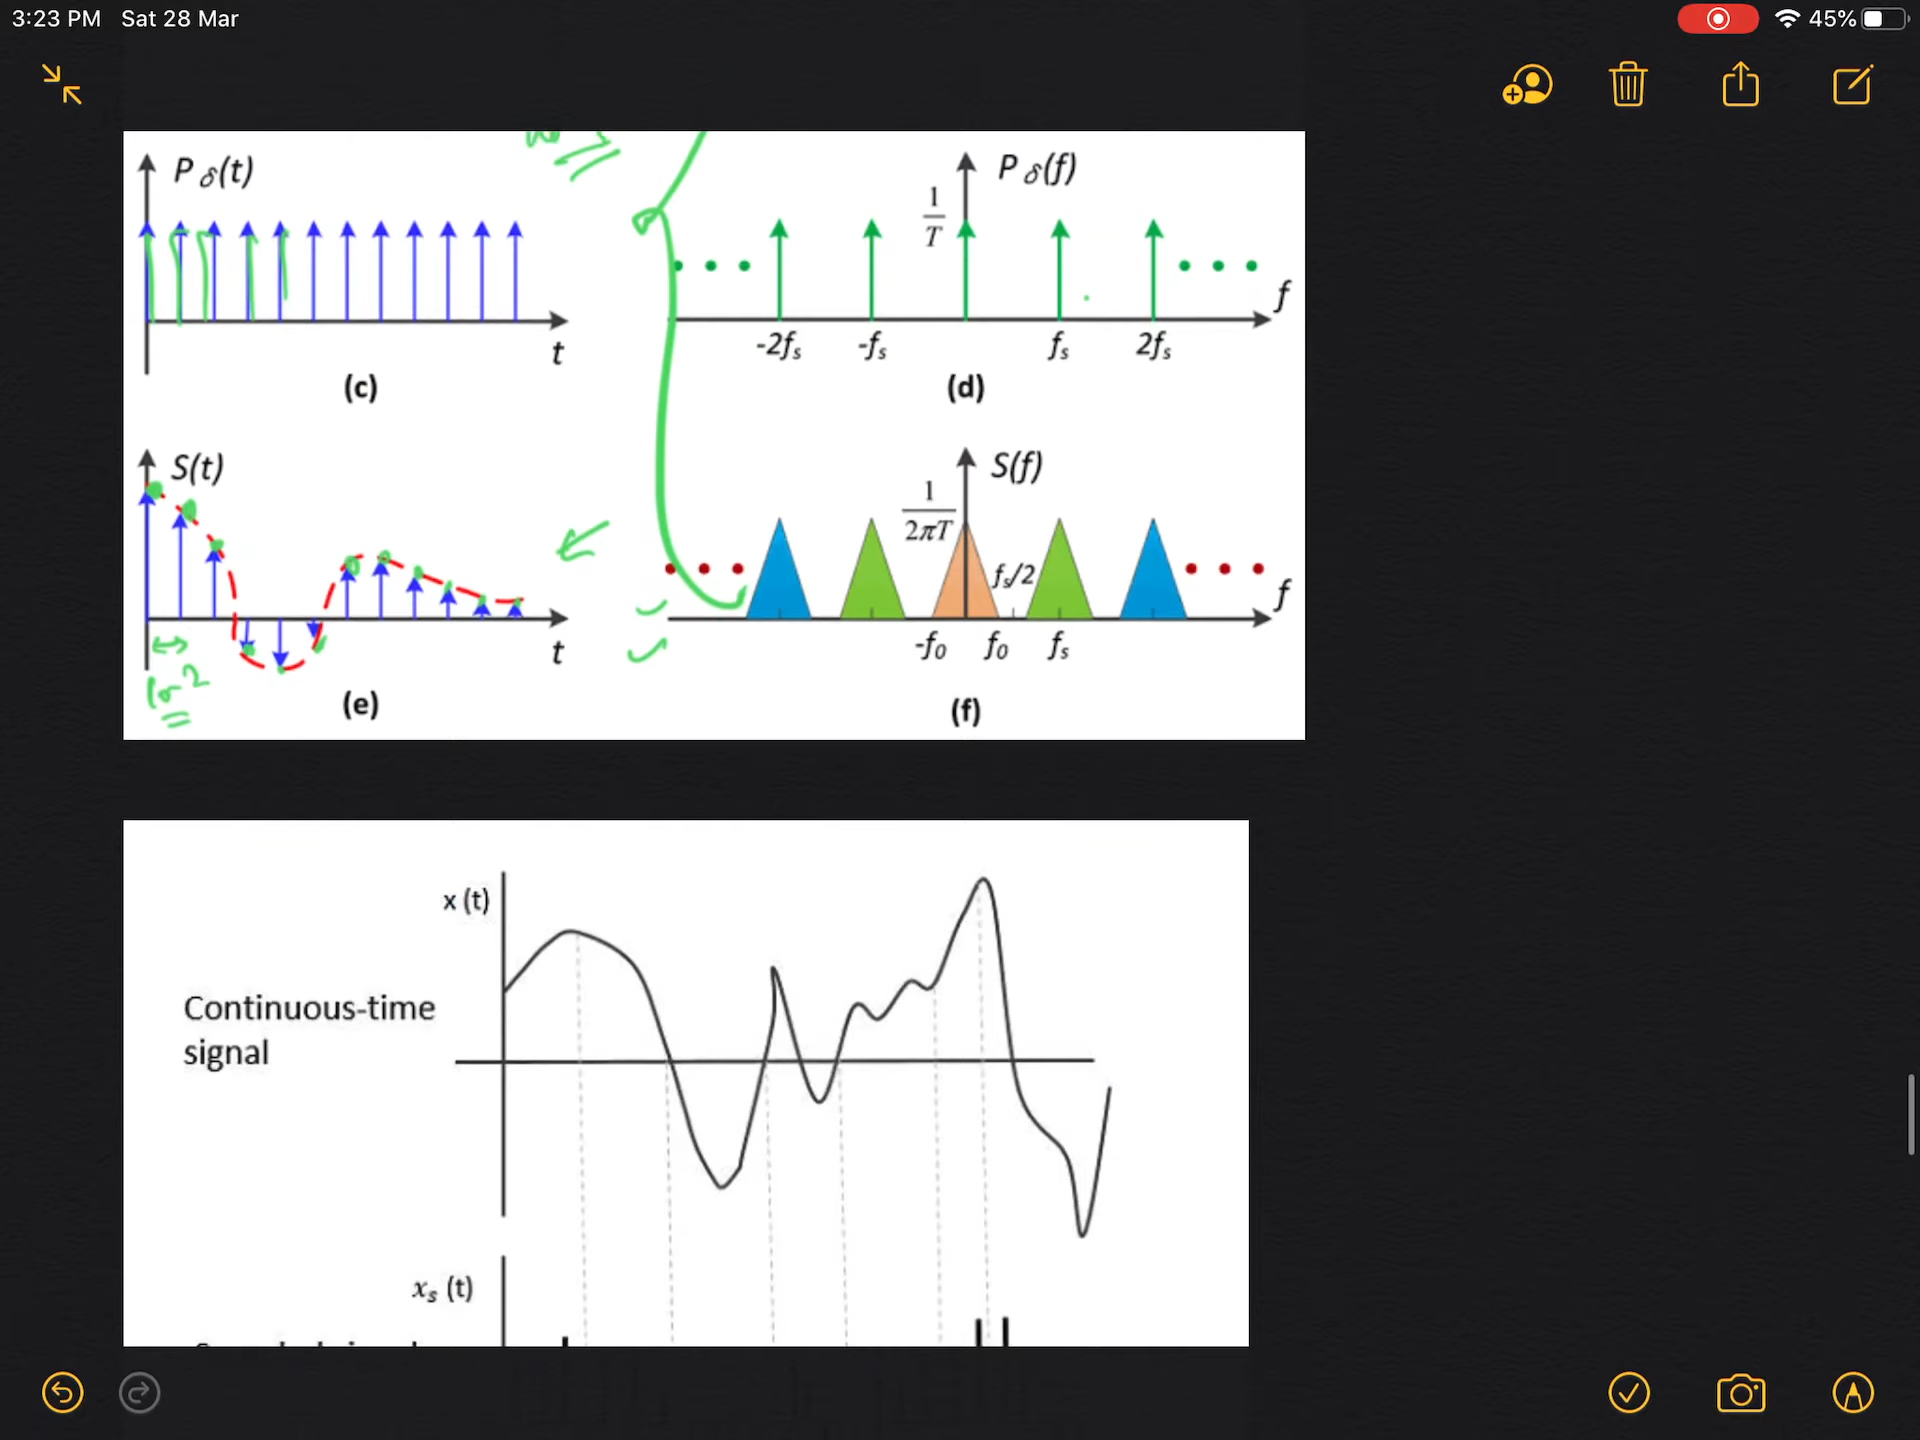 3:23 PM Sat 28 Mar
45%
P δ(t)
t
(c)
P δ(f)
1
T
f
-2fs -fs fs 2fs
(d)
S(t)
t
(e)
S(f)
1
2πT
fs/2
f
-f0 f0 fs
(f)
x (t)
Continuous-time
signal
xs (t)